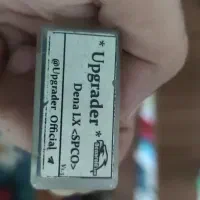 * Upgrader *
Dena LX <SPCO>
@Upgrader_Official